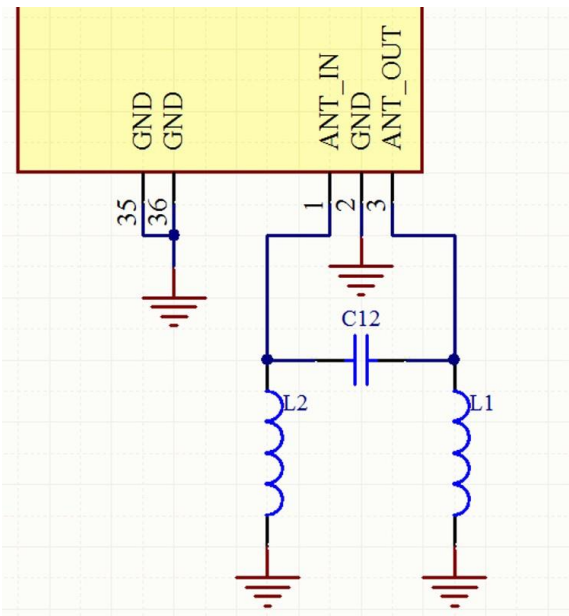 GND
GND
ANT_IN
GND
ANT_OUT
35
36
1
2
3
C12
L2
L1